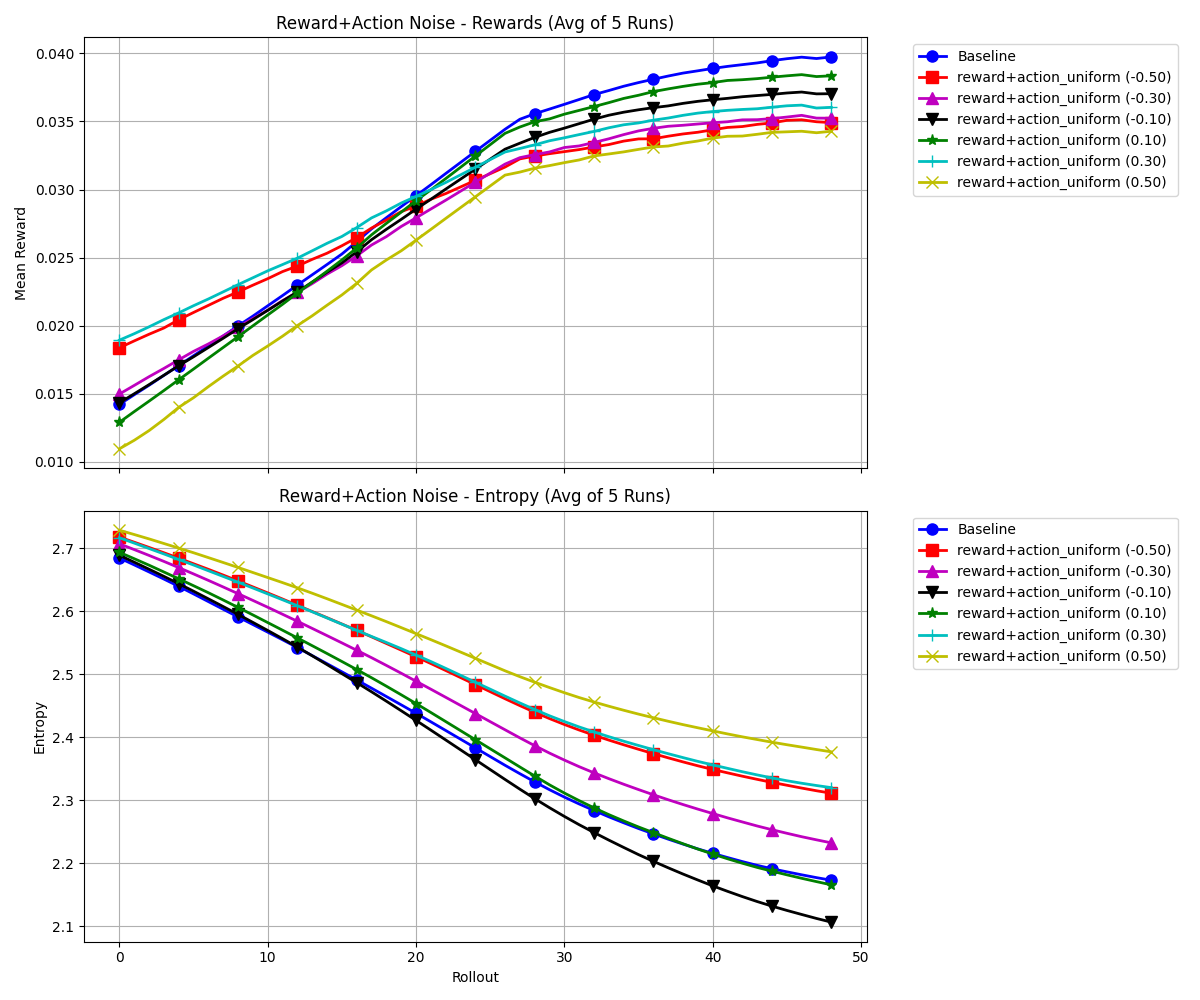 Reward+Action Noise - Rewards (Avg of 5 Runs)
Mean Reward
0.040
0.035
0.030
0.025
0.020
0.015
0.010
Baseline
reward+action_uniform (-0.50)
reward+action_uniform (-0.30)
reward+action_uniform (-0.10)
reward+action_uniform (0.10)
reward+action_uniform (0.30)
reward+action_uniform (0.50)
Reward+Action Noise - Entropy (Avg of 5 Runs)
Entropy
2.7
2.6
2.5
2.4
2.3
2.2
2.1
0 10 20 30 40 50
Rollout
Baseline
reward+action_uniform (-0.50)
reward+action_uniform (-0.30)
reward+action_uniform (-0.10)
reward+action_uniform (0.10)
reward+action_uniform (0.30)
reward+action_uniform (0.50)